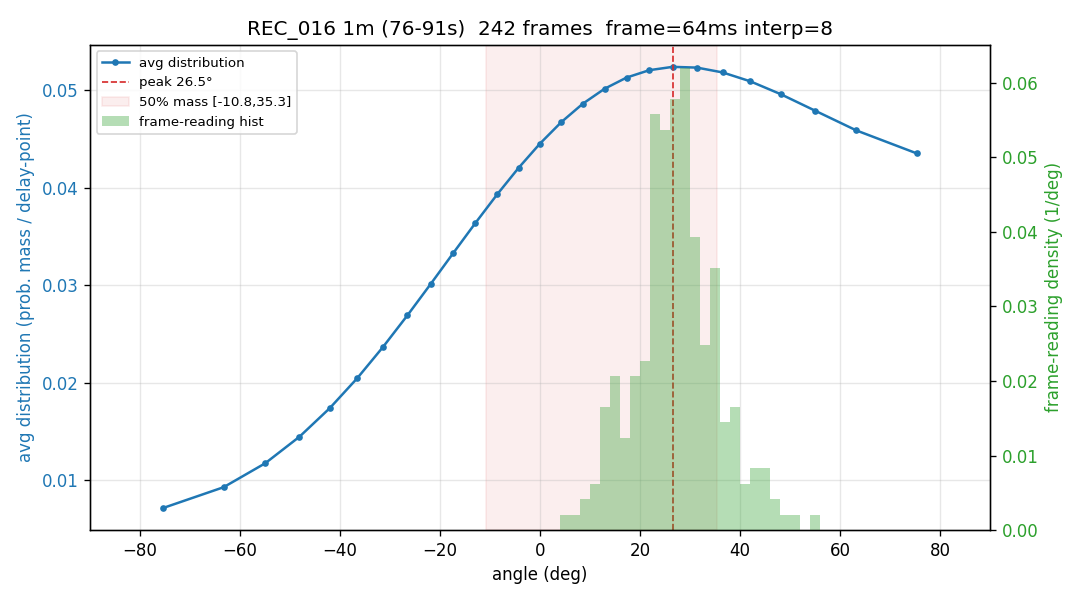 REC_016 1m (76-91s)  242 frames  frame=64ms interp=8
avg distribution
peak 26.5°
50% mass [-10.8,35.3]
frame-reading hist
avg distribution (prob. mass / delay-point)
0.05
0.04
0.03
0.02
0.01
0.06
0.05
0.04
0.03
0.02
0.01
0.00
frame-reading density (1/deg)
−80 −60 −40 −20 0 20 40 60 80
angle (deg)